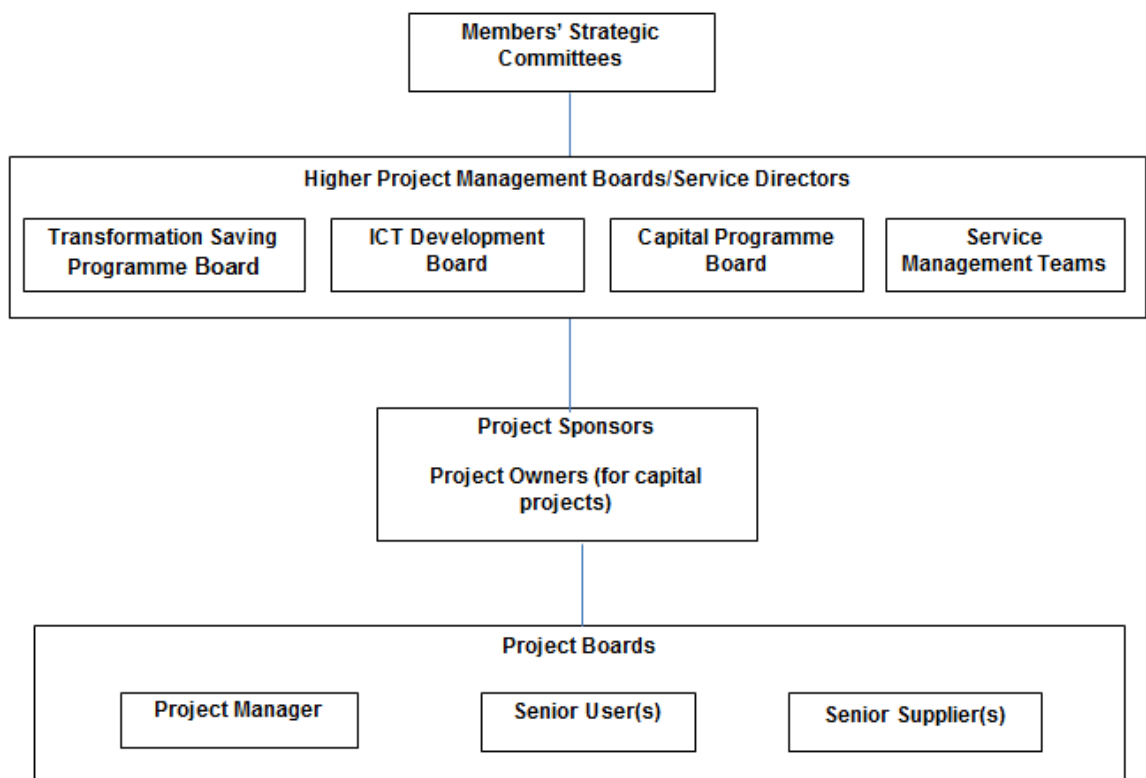 Members' Strategic
Committees
Higher Project Management Boards/Service Directors
Transformation Saving
Programme Board
ICT Development
Board
Capital Programme
Board
Service
Management Teams
Project Sponsors
Project Owners (for capital
projects)
Project Boards
Project Manager
Senior User(s)
Senior Supplier(s)